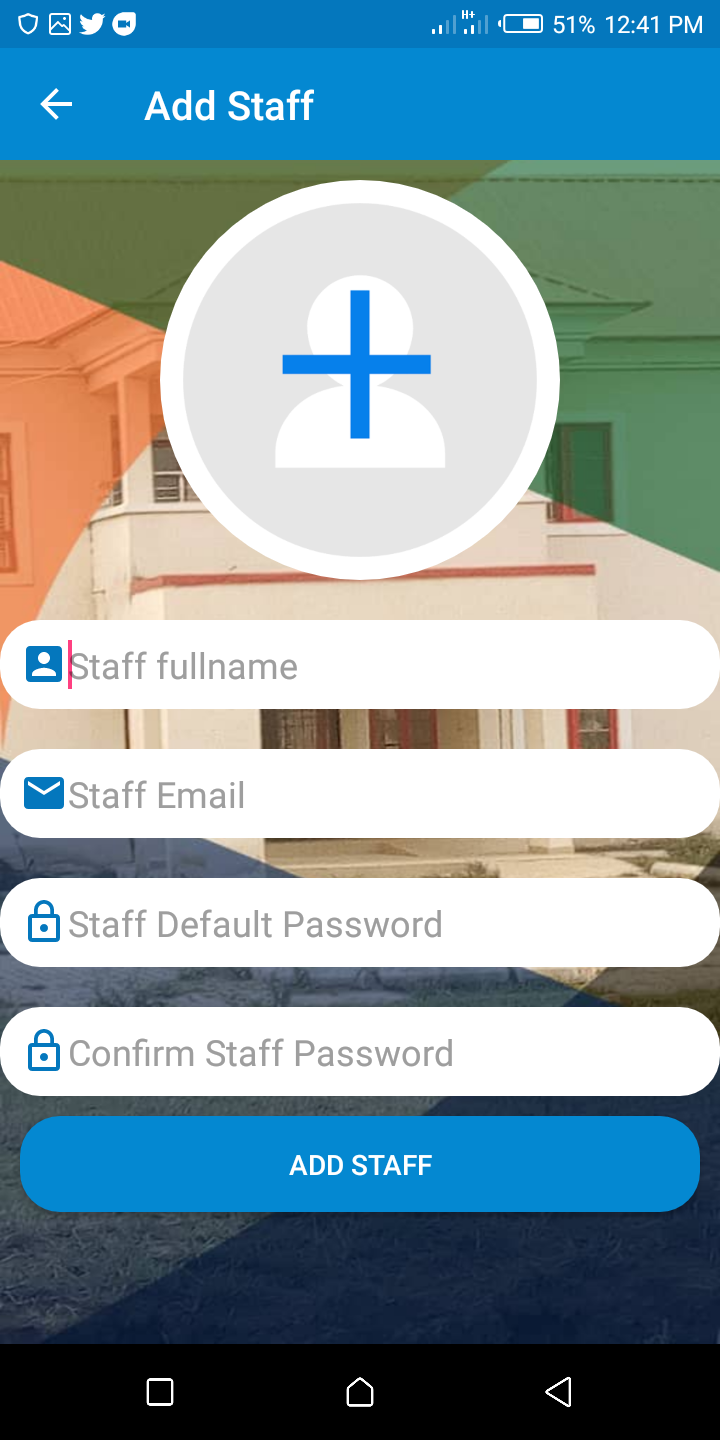 H+
51% 12:41 PM
Add Staff
Staff fullname
Staff Email
Staff Default Password
Confirm Staff Password
ADD STAFF